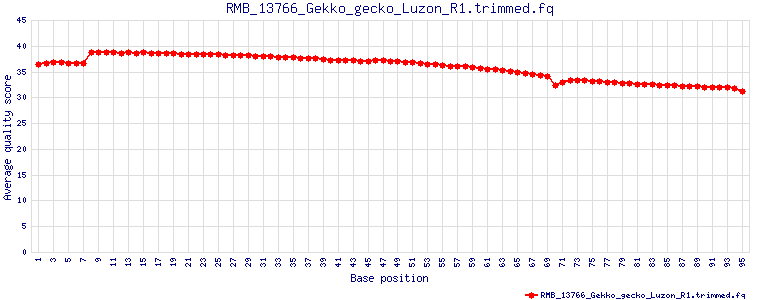 RMB_13766_Gekko_gecko_Luzon_R1.trimmed.fq
Average quality score
45
40
35
30
25
20
15
10
5
0
1 3 5 7 9 11 13 15 17 19 21 23 25 27 29 31 33 35 37 39 41 43 45 47 49 51 53 55 57 59 61 63 65 67 69 71 73 75 77 79 81 83 85 87 89 91 93 95
Base position
RMB_13766_Gekko_gecko_Luzon_R1.trimmed.fq